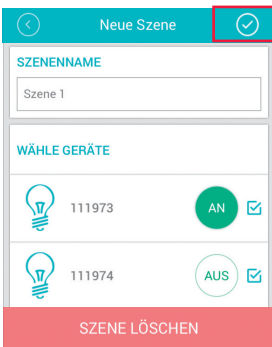 Neue Szene
SZENENNAME
Szene 1
WÄHLE GERÄTE
111973 AN
111974 AUS
SZENE LÖSCHEN